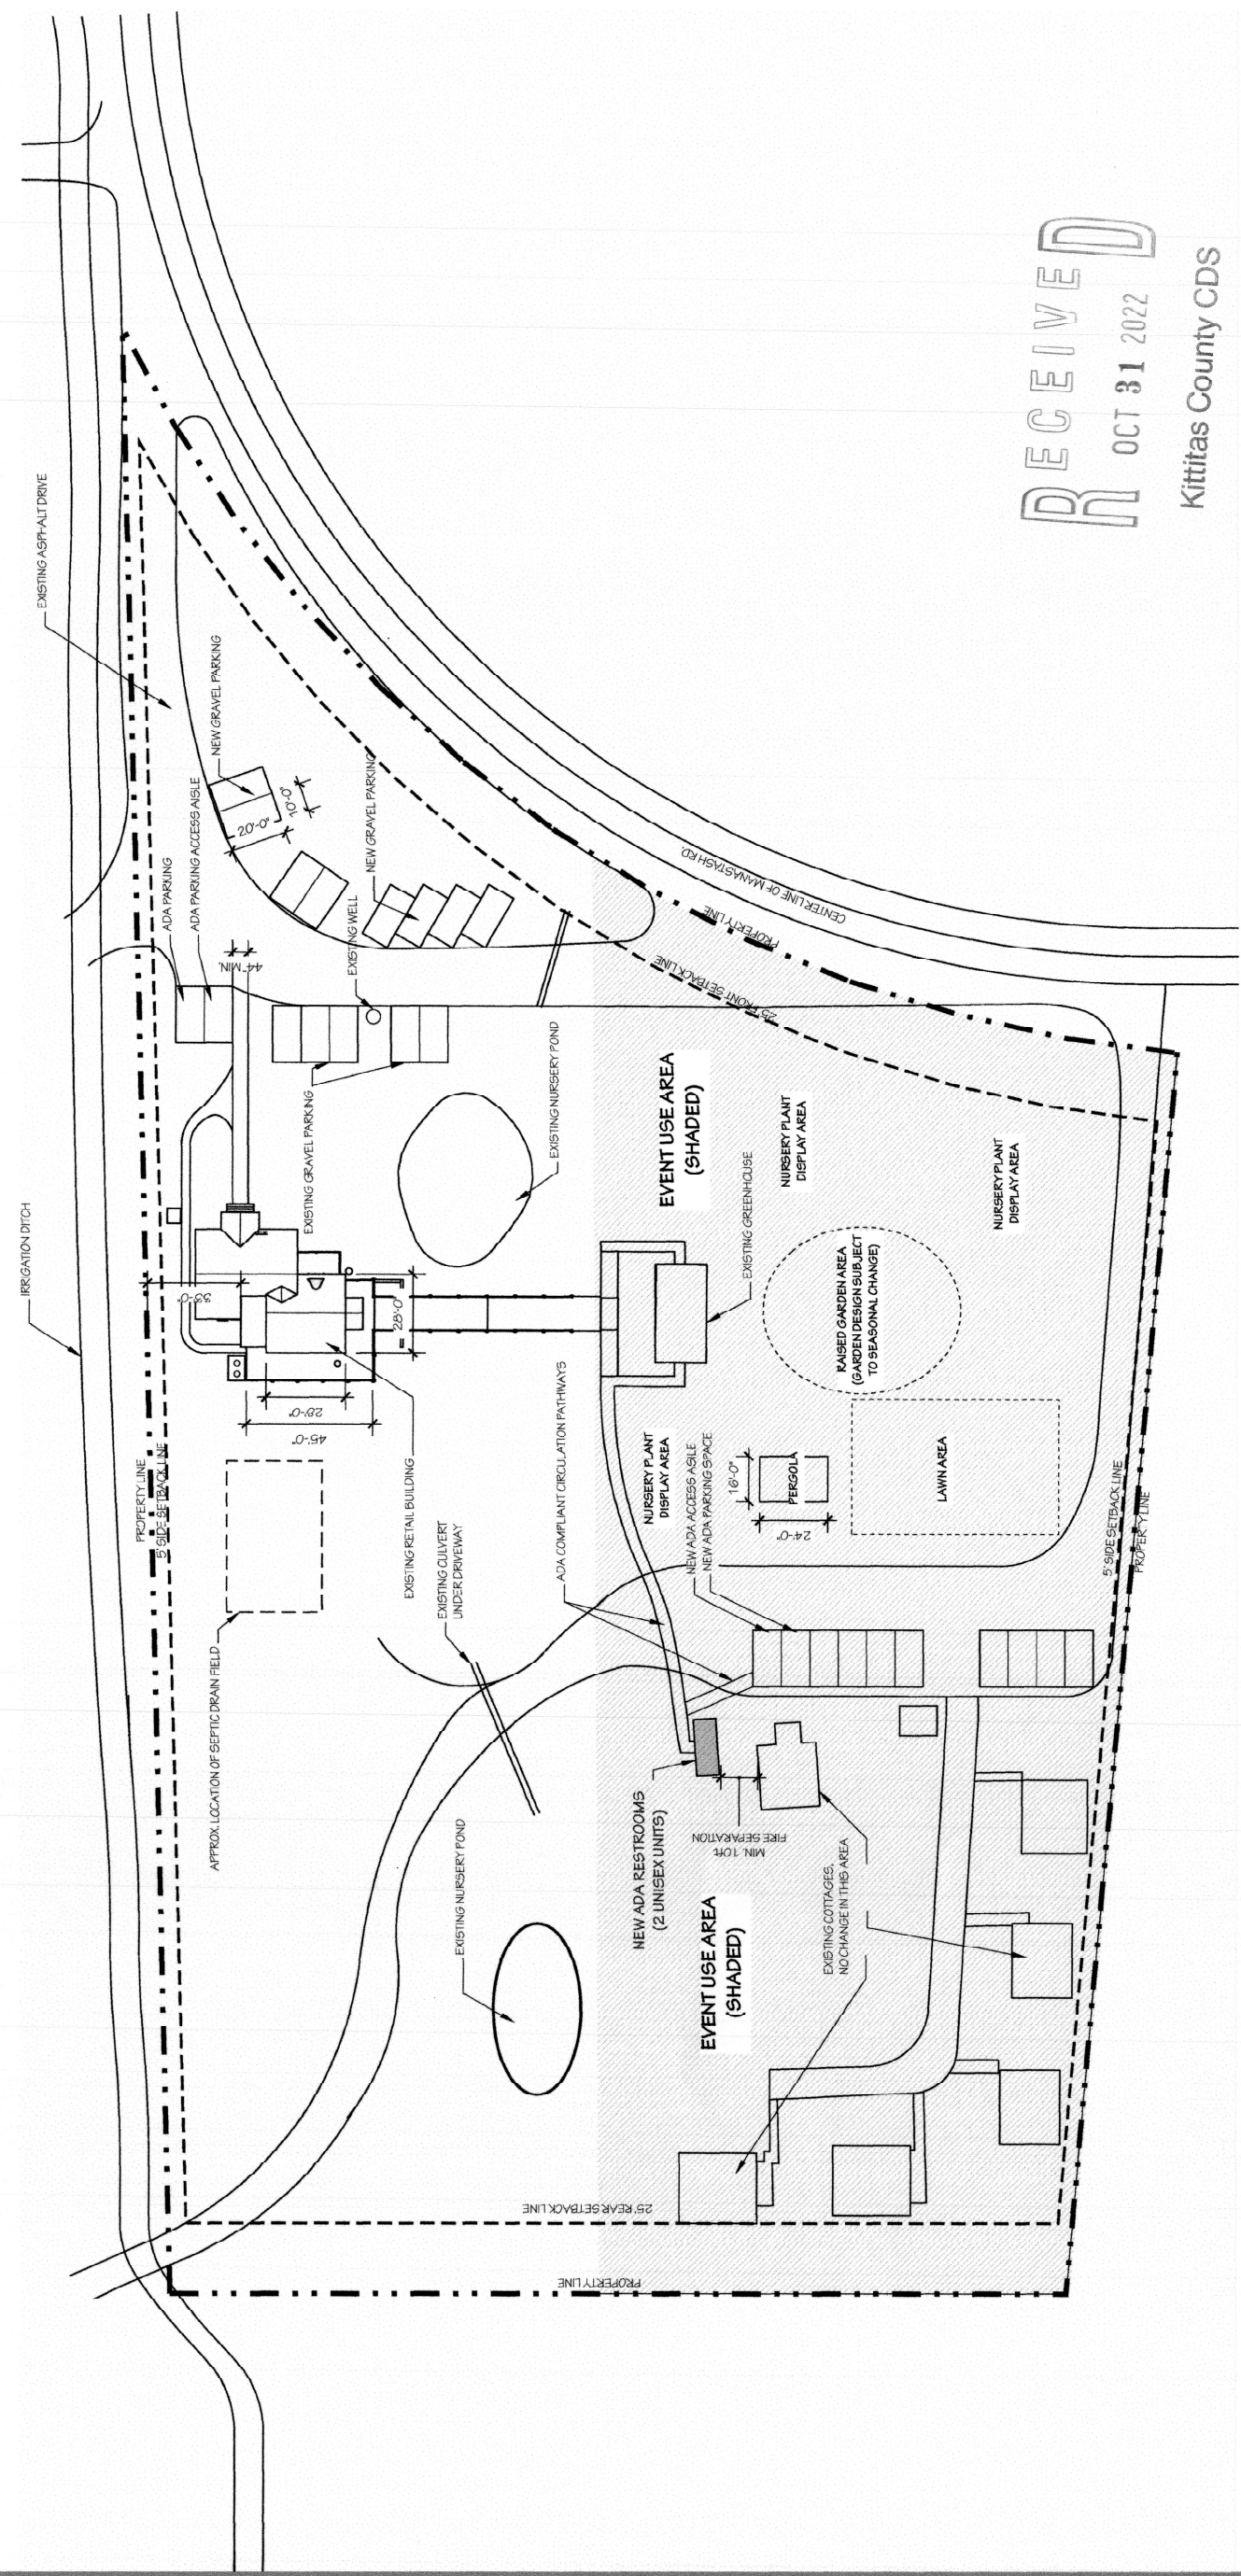 RECEIVED
OCT 31 2022
Kittitas County CDS
EXISTING ASPHALT DRIVE
NEW GRAVEL PARKING
20'-0"
10'-0"
ADA PARKING
ADA PARKING ACCESS AISLE
NEW GRAVEL PARKING
EXISTING WELL
44" MIN.
EXISTING GRAVEL PARKING
EXISTING NURSERY POND
CENTER LINE OF MANASTASH RD.
PROPERTY LINE
25' FRONT SETBACK LINE
IRRIGATION DITCH
33'-0"
28'-0"
28'-0"
45'-0"
EXISTING RETAIL BUILDING
EVENT USE AREA
(SHADED)
NURSERY PLANT
DISPLAY AREA
NURSERY PLANT
DISPLAY AREA
EXISTING GREENHOUSE
RAISED GARDEN AREA
(GARDEN DESIGN SUBJECT
TO SEASONAL CHANGE)
PROPERTY LINE
5' SIDE SETBACK LINE
APPROX. LOCATION OF SEPTIC DRAIN FIELD
EXISTING CULVERT
UNDER DRIVEWAY
ADA COMPLIANT CIRCULATION PATHWAYS
NURSERY PLANT
DISPLAY AREA
NEW ADA ACCESS ASILE
NEW ADA PARKING SPACE
16'-0"
PERGOLA
24'-0"
LAWN AREA
5' SIDE SETBACK LINE
PROPERTY LINE
NEW ADA RESTROOMS
(2 UNISEX UNITS)
MIN. 10ft
FIRE SEPARATION
EXISTING NURSERY POND
EXISTING COTTAGES,
NO CHANGE IN THIS AREA
EVENT USE AREA
(SHADED)
25' REAR SETBACK LINE
PROPERTY LINE